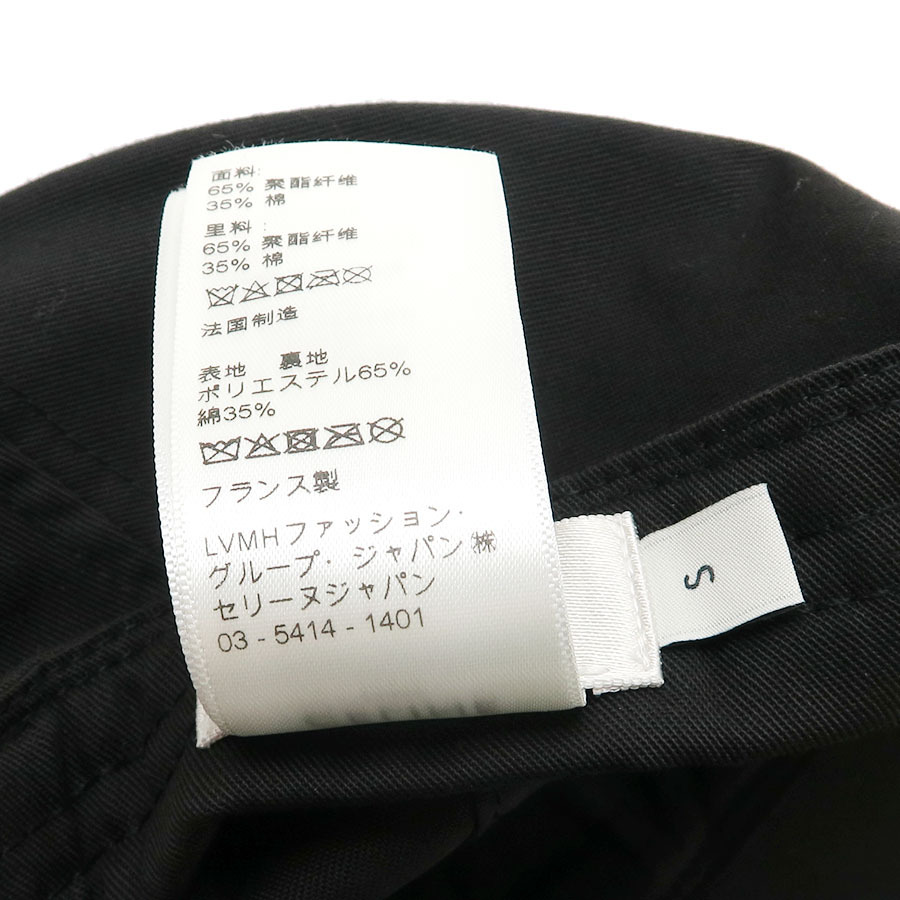 面料:
65% 聚酯纤维
35% 棉
里料:
65% 聚酯纤维
35% 棉
法国制造
表地 裏地
ポリエステル65%
綿35%
フランス製
LVMHファッション・
グループ・ジャパン㈱
セリーヌジャパン
03 - 5414 - 1401
S